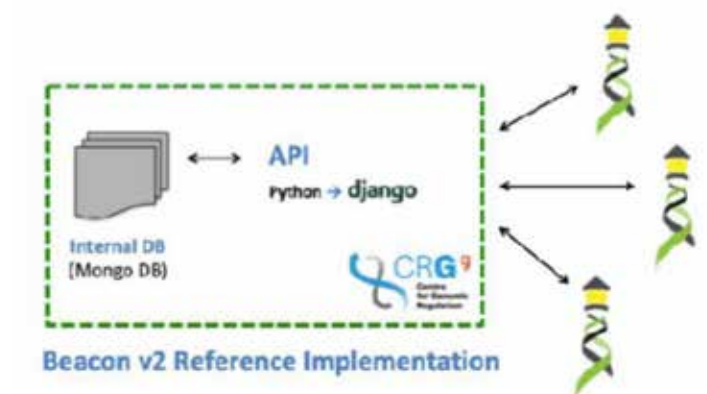 API
Python → django
Internal DB
(Mongo DB)
CRG
Centre
for Genomic
Regulation
Beacon v2 Reference Implementation